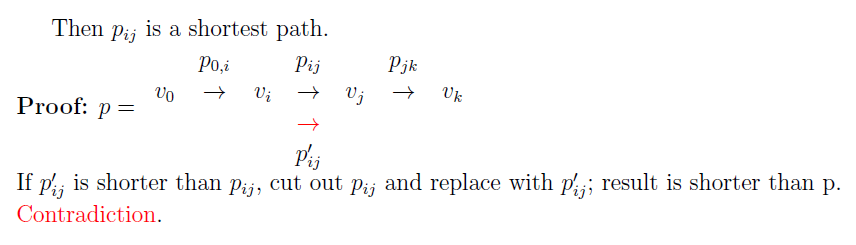 Then p_{ij} is a shortest path.
p_{0,i} p_{ij} p_{jk}
Proof: p = v_0 → v_i → v_j → v_k
→
p'_{ij}
If p'_{ij} is shorter than p_{ij}, cut out p_{ij} and replace with p'_{ij}; result is shorter than p.
Contradiction.